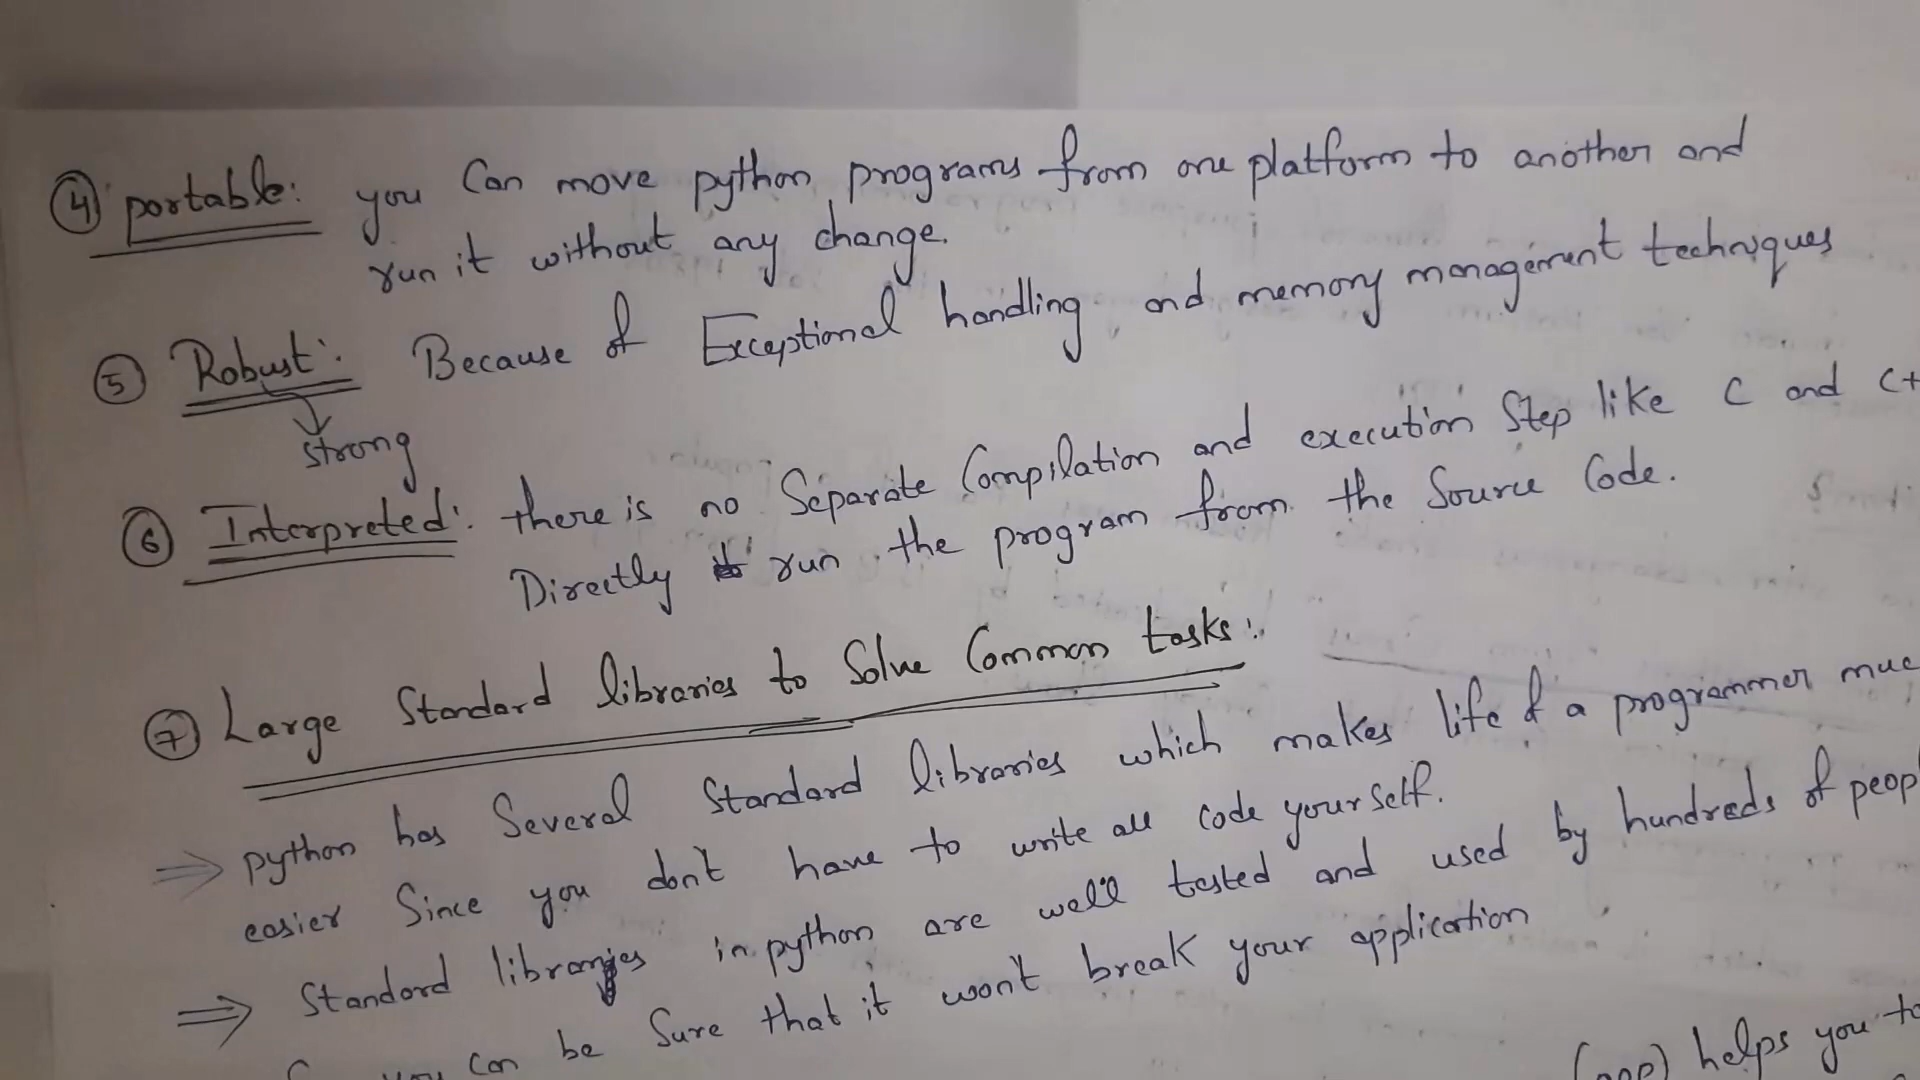 ④ portable: you Can move python programs from one platform to another and
run it without any change.
⑤ Robust: Because of Exceptional handling and memory management techniques
strong
⑥ Interpreted: there is no Separate Compilation and execution Step like C and C+
Directly run the program from the Source Code.
⑦ Large Standard libraries to Solve Common tasks:
⇒ python has Several Standard libraries which makes life of a programmer muc
easier Since you don't have to write all code yourself.
⇒ Standard libraries in python are well tested and used by hundreds of peop
you can be Sure that it won't break your application
(oop) helps you to